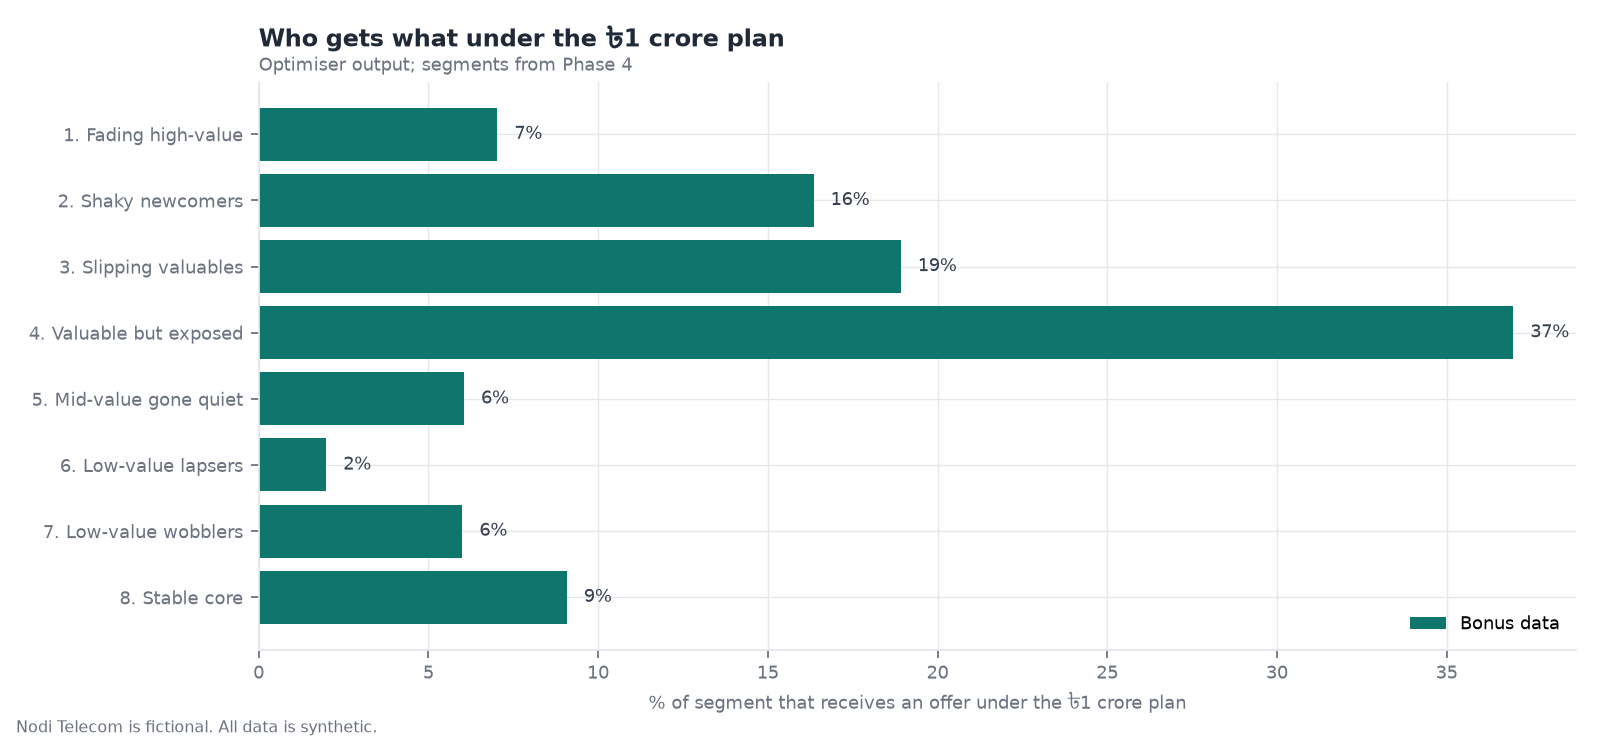 Who gets what under the ৳1 crore plan
Optimiser output; segments from Phase 4
1. Fading high-value
7%
2. Shaky newcomers
16%
3. Slipping valuables
19%
4. Valuable but exposed
37%
5. Mid-value gone quiet
6%
6. Low-value lapsers
2%
7. Low-value wobblers
6%
8. Stable core
9%
Bonus data
0 5 10 15 20 25 30 35
% of segment that receives an offer under the ৳1 crore plan
Nodi Telecom is fictional. All data is synthetic.